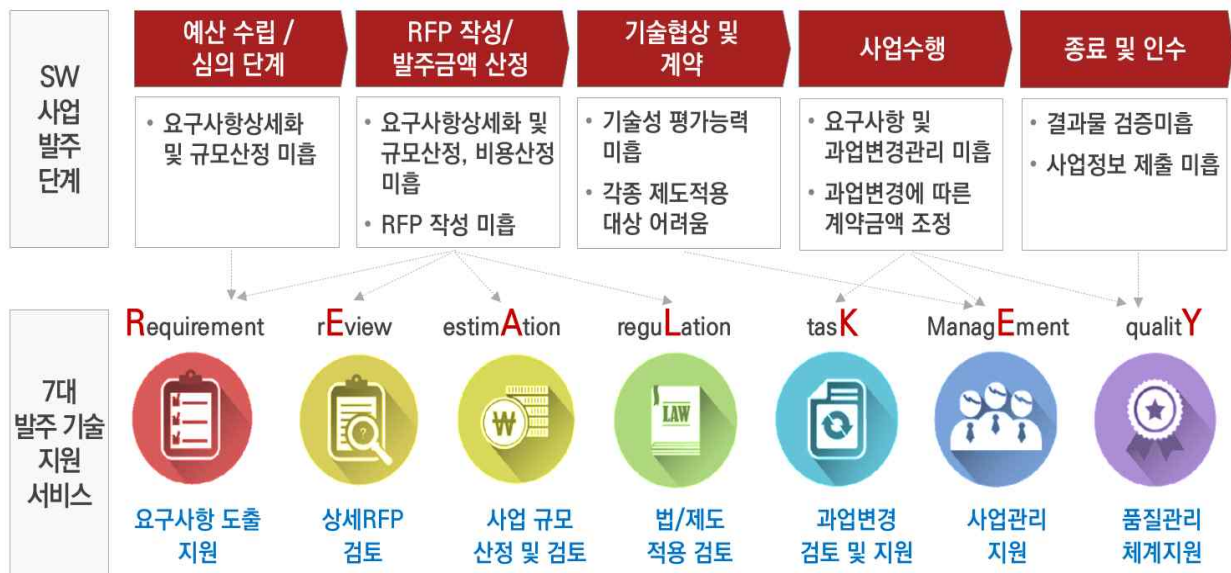 SW
사업
발주
단계
예산 수립 /
심의 단계
RFP 작성/
발주금액 산정
기술협상 및
계약
사업수행
종료 및 인수
• 요구사항상세화
및 규모산정 미흡
• 요구사항상세화 및
규모산정, 비용산정
미흡
• RFP 작성 미흡
• 기술성 평가능력
미흡
• 각종 제도적용
대상 어려움
• 요구사항 및
과업변경관리 미흡
• 과업변경에 따른
계약금액 조정
• 결과물 검증미흡
• 사업정보 제출 미흡
7대
발주 기술
지원
서비스
Requirement
rEview
estimAtion
reguLation
tasK
ManagEment
qualitY
?
₩
LAW
요구사항 도출
지원
상세RFP
검토
사업 규모
산정 및 검토
법/제도
적용 검토
과업변경
검토 및 지원
사업관리
지원
품질관리
체계지원